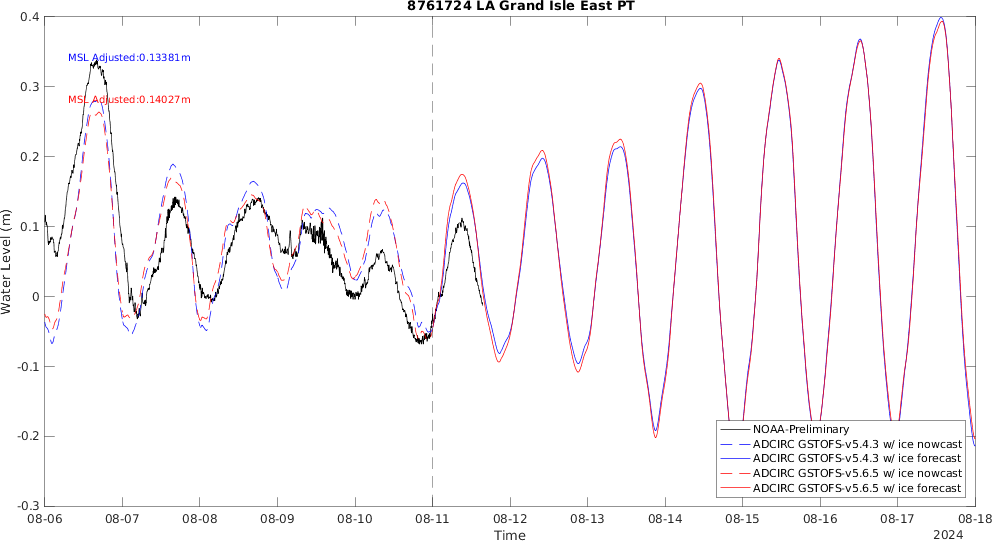 8761724 LA Grand Isle East PT
MSL Adjusted:0.13381m
MSL Adjusted:0.14027m
Water Level (m)
0.4
0.3
0.2
0.1
0
-0.1
-0.2
-0.3
NOAA-Preliminary
ADCIRC GSTOFS-v5.4.3 w/ ice nowcast
ADCIRC GSTOFS-v5.4.3 w/ ice forecast
ADCIRC GSTOFS-v5.6.5 w/ ice nowcast
ADCIRC GSTOFS-v5.6.5 w/ ice forecast
08-06 08-07 08-08 08-09 08-10 08-11 08-12 08-13 08-14 08-15 08-16 08-17 08-18
Time
2024